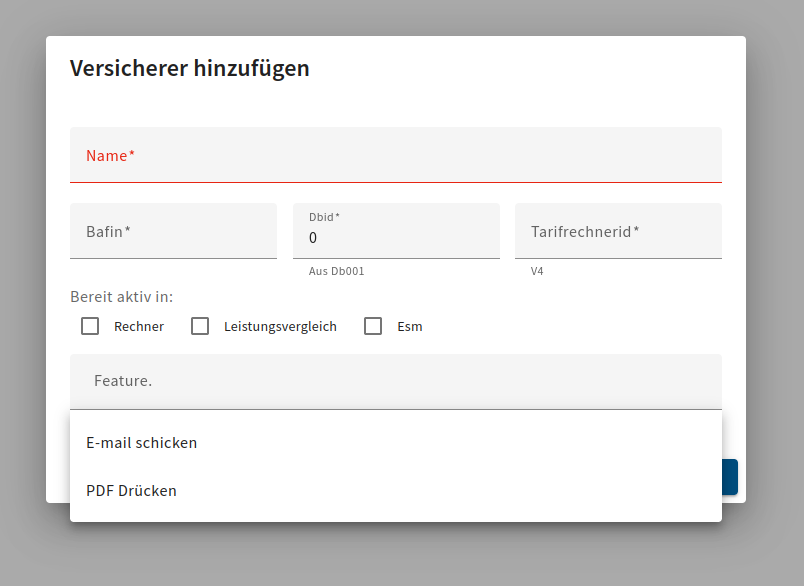 Versicherer hinzufügen
Name*
Bafin*
Dbid*
0
Tarifrechnerid*
Aus Db001
V4
Bereit aktiv in:
Rechner
Leistungsvergleich
Esm
Feature.
E-mail schicken
PDF Drücken